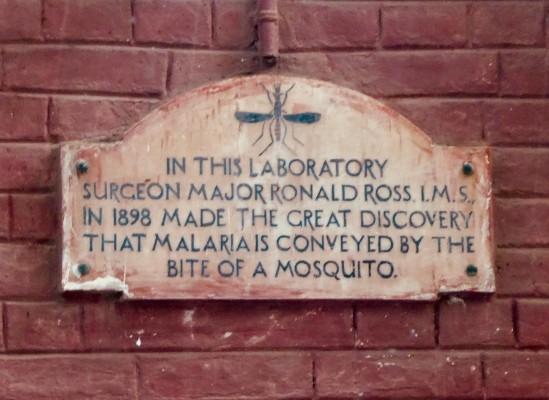 IN THIS LABORATORY
SURGEON MAJOR RONALD ROSS. I.M.S.,
IN 1898 MADE THE GREAT DISCOVERY
THAT MALARIA IS CONVEYED BY THE
BITE OF A MOSQUITO.